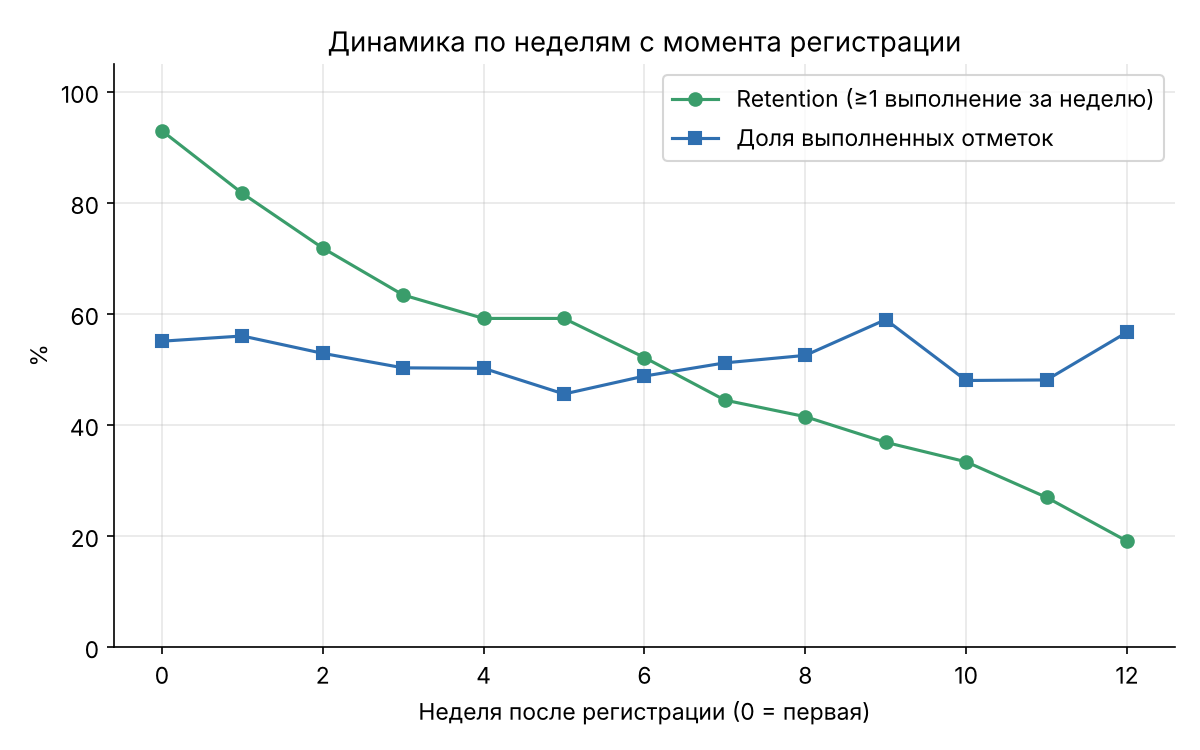 Динамика по неделям с момента регистрации
Retention (≥1 выполнение за неделю)
Доля выполненных отметок
%
100
80
60
40
20
0
0 2 4 6 8 10 12
Неделя после регистрации (0 = первая)